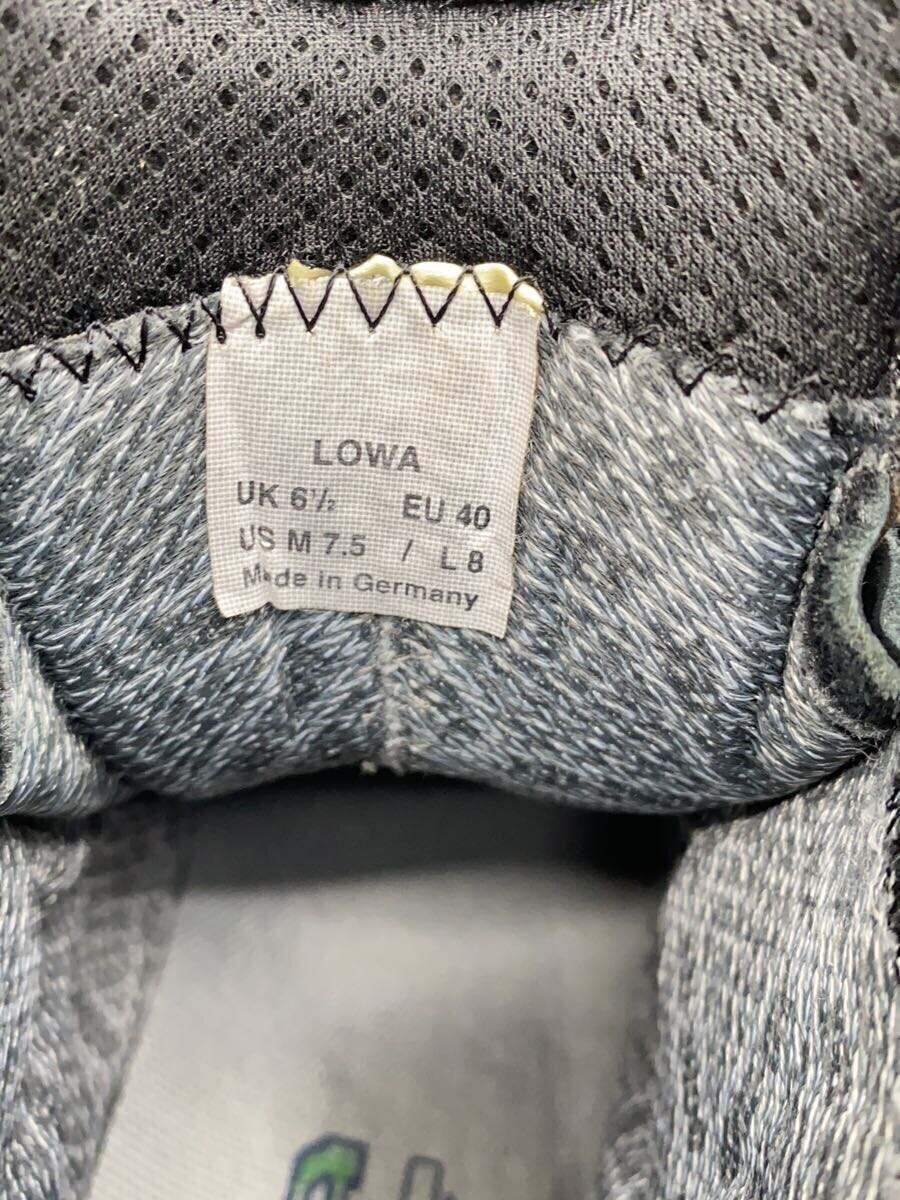 LOWA
UK 6½ EU 40
US M 7.5 / L 8
Made in Germany